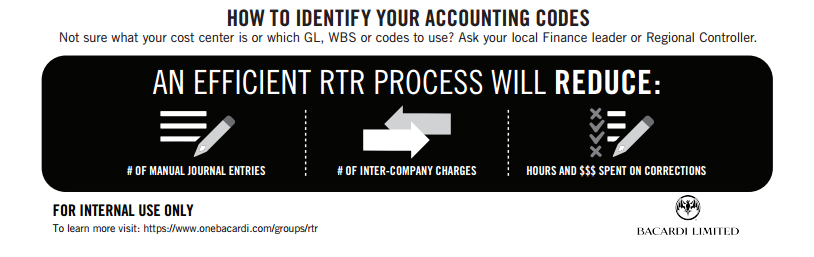 HOW TO IDENTIFY YOUR ACCOUNTING CODES
Not sure what your cost center is or which GL, WBS or codes to use? Ask your local Finance leader or Regional Controller.
AN EFFICIENT RTR PROCESS WILL REDUCE:
# OF MANUAL JOURNAL ENTRIES
# OF INTER-COMPANY CHARGES
HOURS AND $$$ SPENT ON CORRECTIONS
FOR INTERNAL USE ONLY
To learn more visit: https://www.onebacardi.com/groups/rtr
BACARDI LIMITED